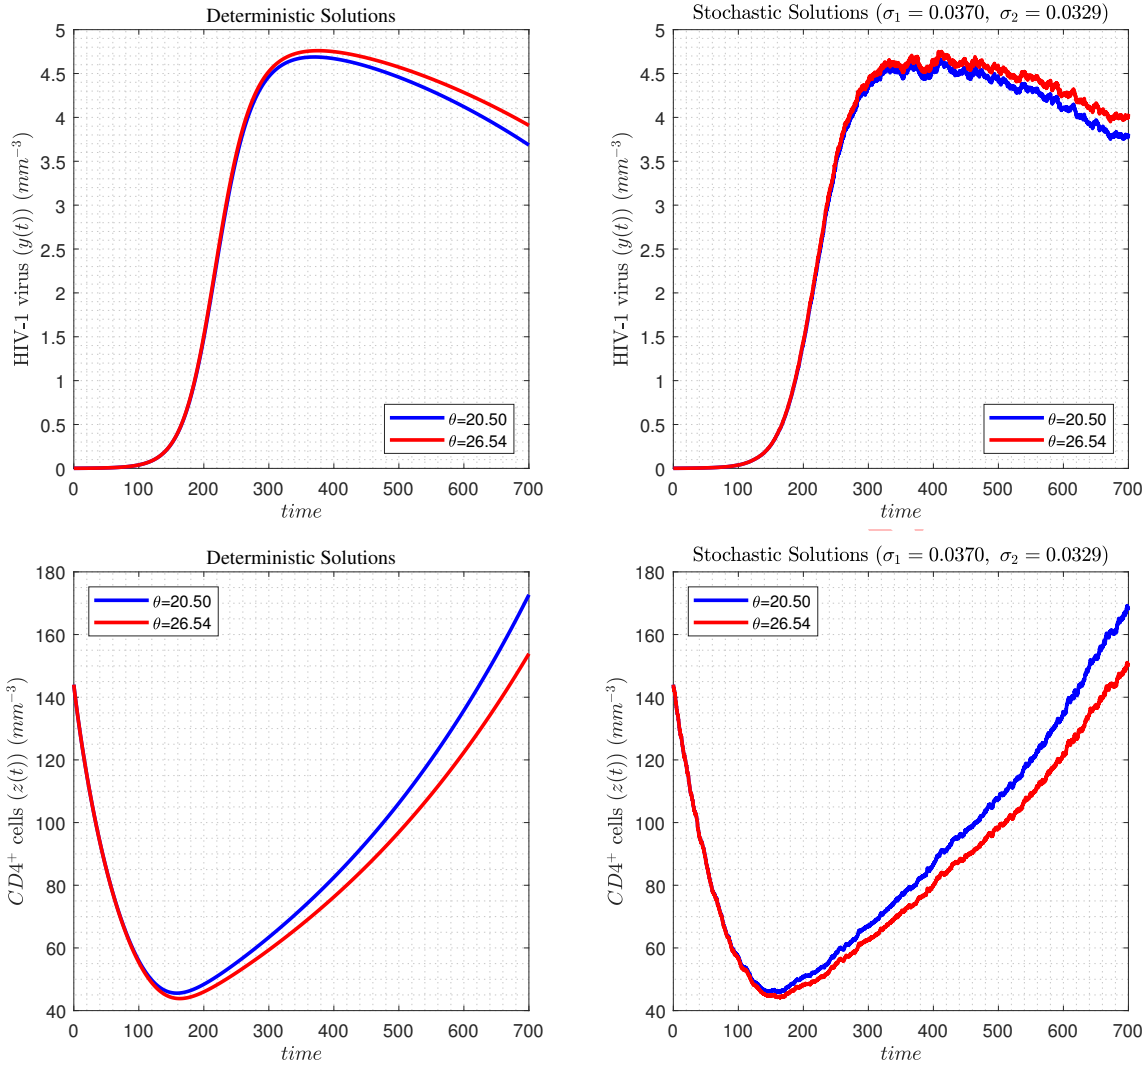 Deterministic Solutions
HIV-1 virus (y(t)) (mm⁻³)
5
4.5
4
3.5
3
2.5
2
1.5
1
0.5
0
θ=20.50
θ=26.54
0 100 200 300 400 500 600 700
time
Stochastic Solutions (σ₁ = 0.0370, σ₂ = 0.0329)
HIV-1 virus (y(t)) (mm⁻³)
5
4.5
4
3.5
3
2.5
2
1.5
1
0.5
0
θ=20.50
θ=26.54
0 100 200 300 400 500 600 700
time
Deterministic Solutions
CD4⁺ cells (z(t)) (mm⁻³)
180
160
140
120
100
80
60
40
θ=20.50
θ=26.54
0 100 200 300 400 500 600 700
time
Stochastic Solutions (σ₁ = 0.0370, σ₂ = 0.0329)
CD4⁺ cells (z(t)) (mm⁻³)
180
160
140
120
100
80
60
40
θ=20.50
θ=26.54
0 100 200 300 400 500 600 700
time